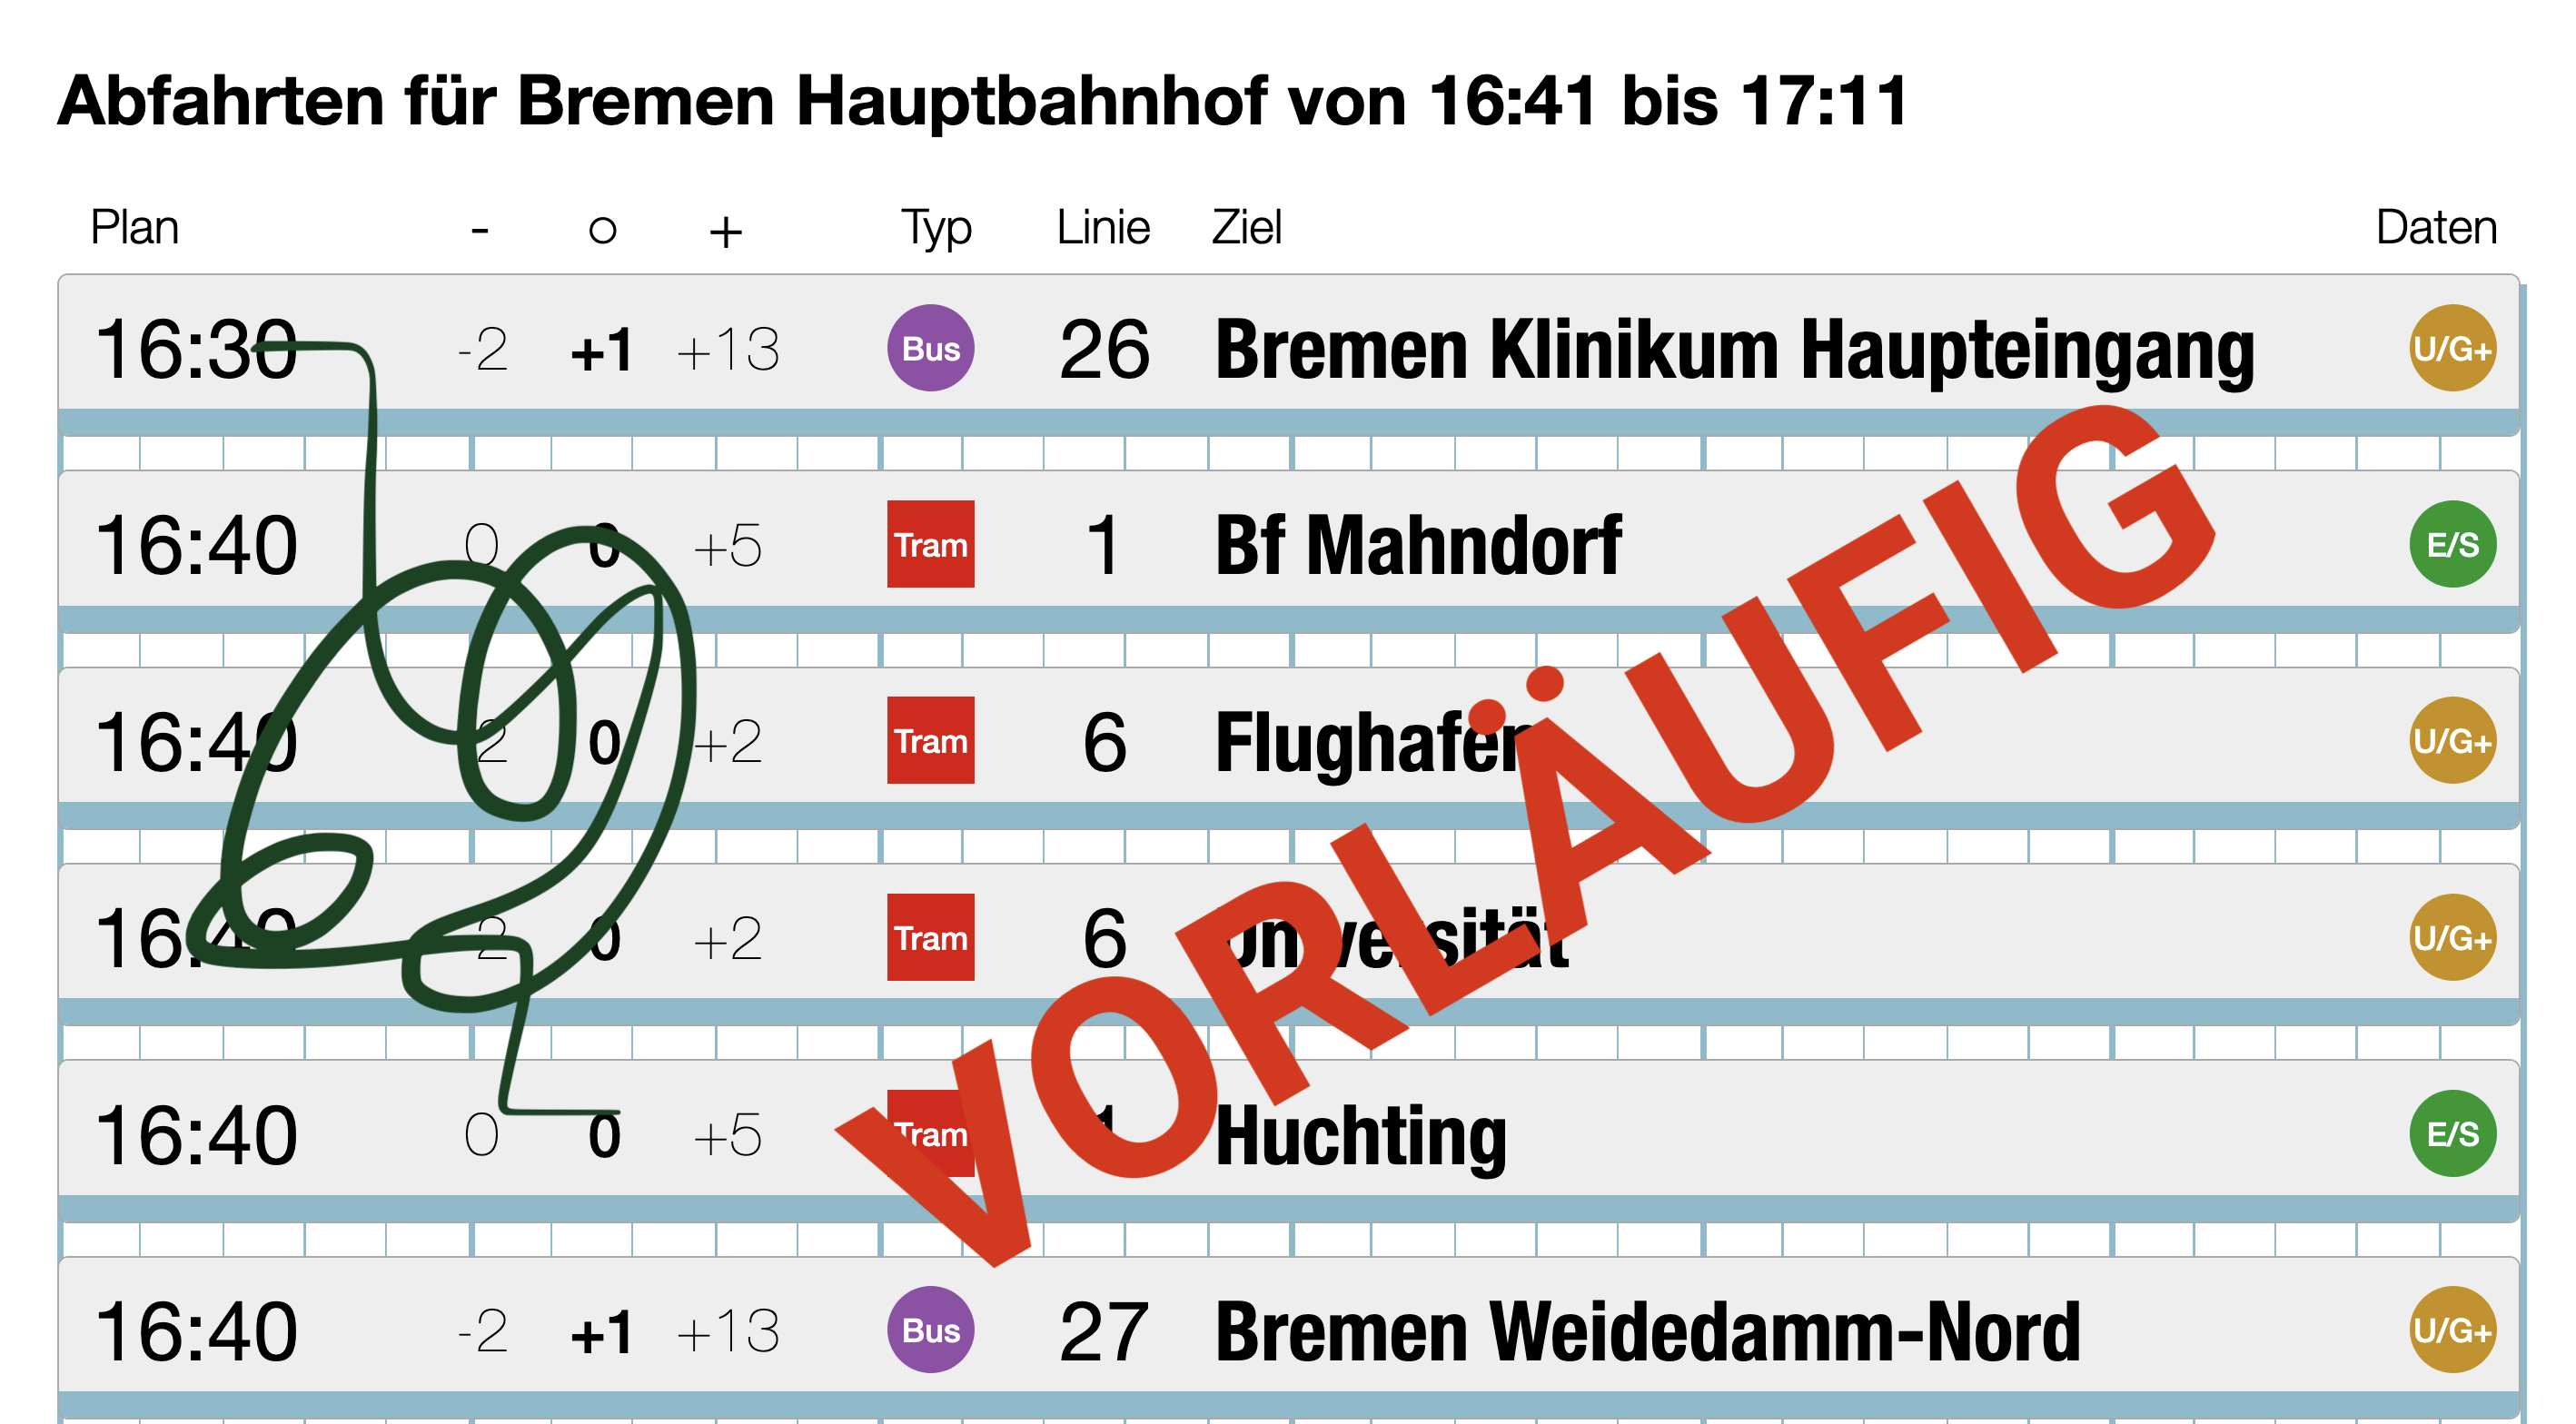 Abfahrten für Bremen Hauptbahnhof von 16:41 bis 17:11
Plan - ○ + Typ Linie Ziel Daten
16:30 -2 +1 +13 Bus 26 Bremen Klinikum Haupteingang U/G+
16:40 0 0 +5 Tram 1 Bf Mahndorf E/S
16:40 2 0 +2 Tram 6 Flughafen U/G+
16:40 2 0 +2 Tram 6 Universität U/G+
16:40 0 0 +5 Tram 1 Huchting E/S
16:40 -2 +1 +13 Bus 27 Bremen Weidedamm-Nord U/G+
VORLÄUFIG